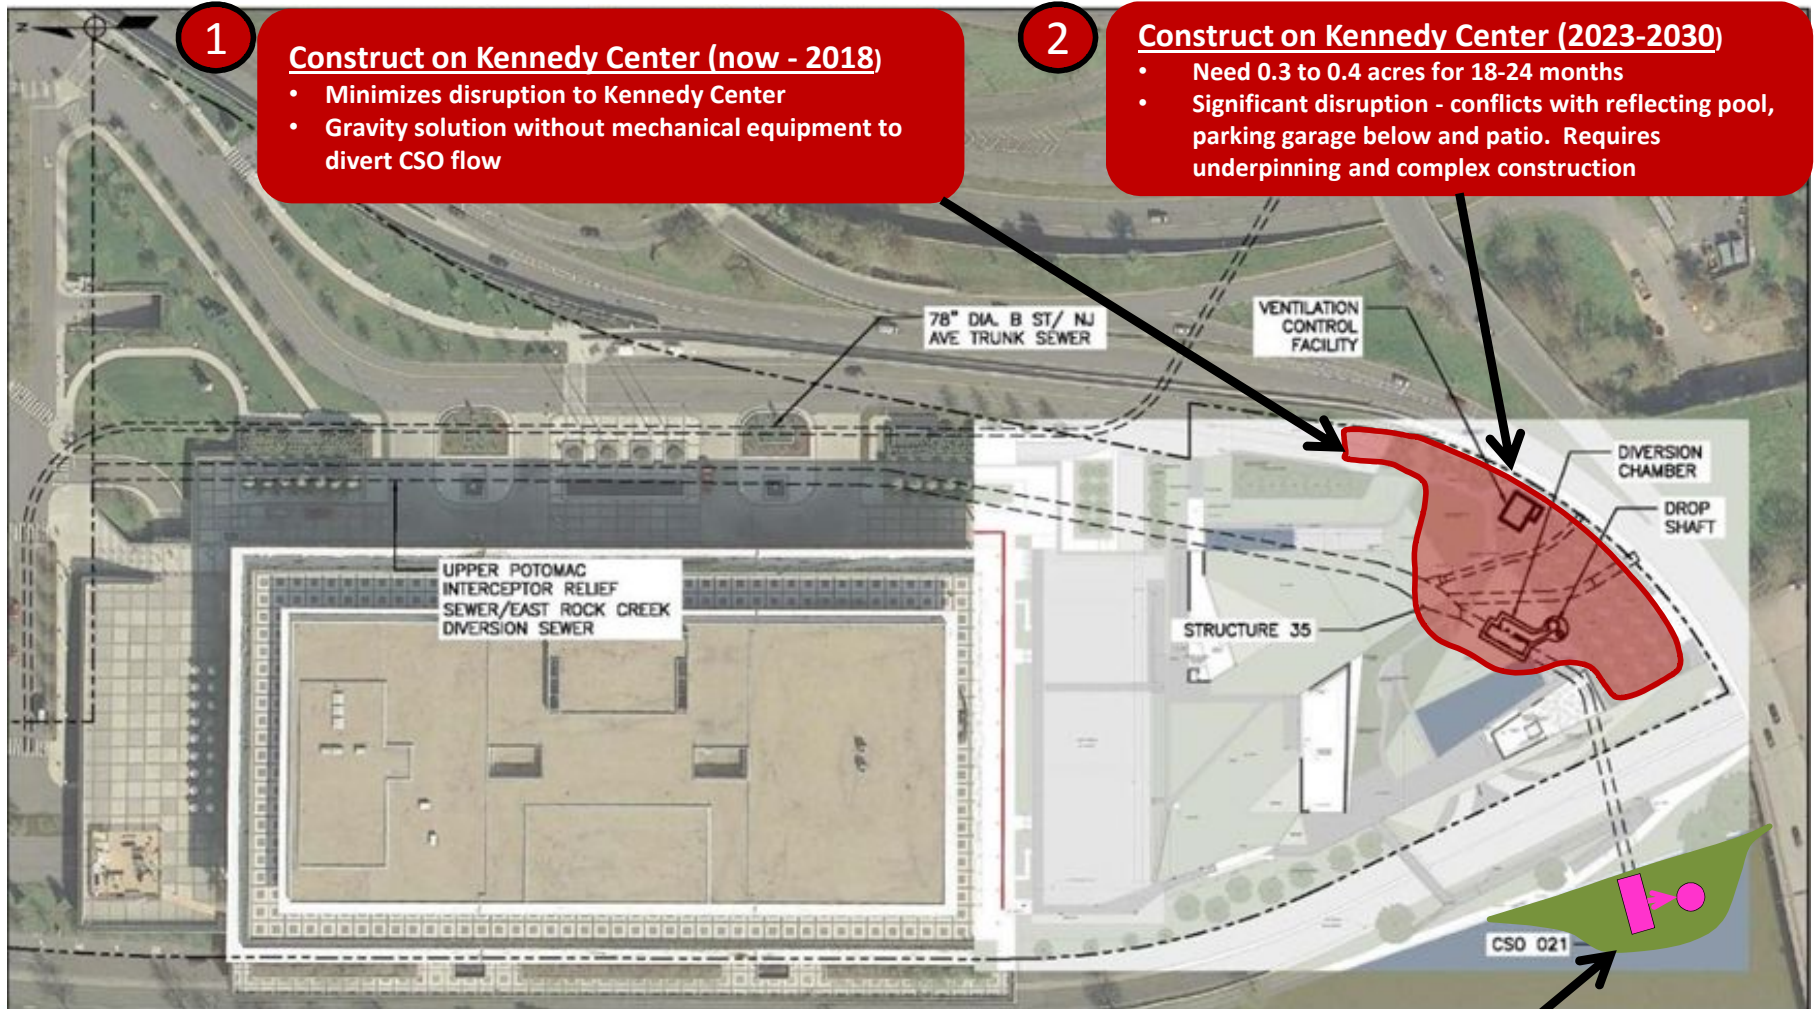 N
1
Construct on Kennedy Center (now - 2018)
• Minimizes disruption to Kennedy Center
• Gravity solution without mechanical equipment to
divert CSO flow
2
Construct on Kennedy Center (2023-2030)
• Need 0.3 to 0.4 acres for 18-24 months
• Significant disruption - conflicts with reflecting pool,
parking garage below and patio.  Requires
underpinning and complex construction
78" DIA. B ST/ NJ
AVE TRUNK SEWER
VENTILATION
CONTROL
FACILITY
DIVERSION
CHAMBER
DROP
SHAFT
UPPER POTOMAC
INTERCEPTOR RELIEF
SEWER/EAST ROCK CREEK
DIVERSION SEWER
STRUCTURE 35
CSO 021